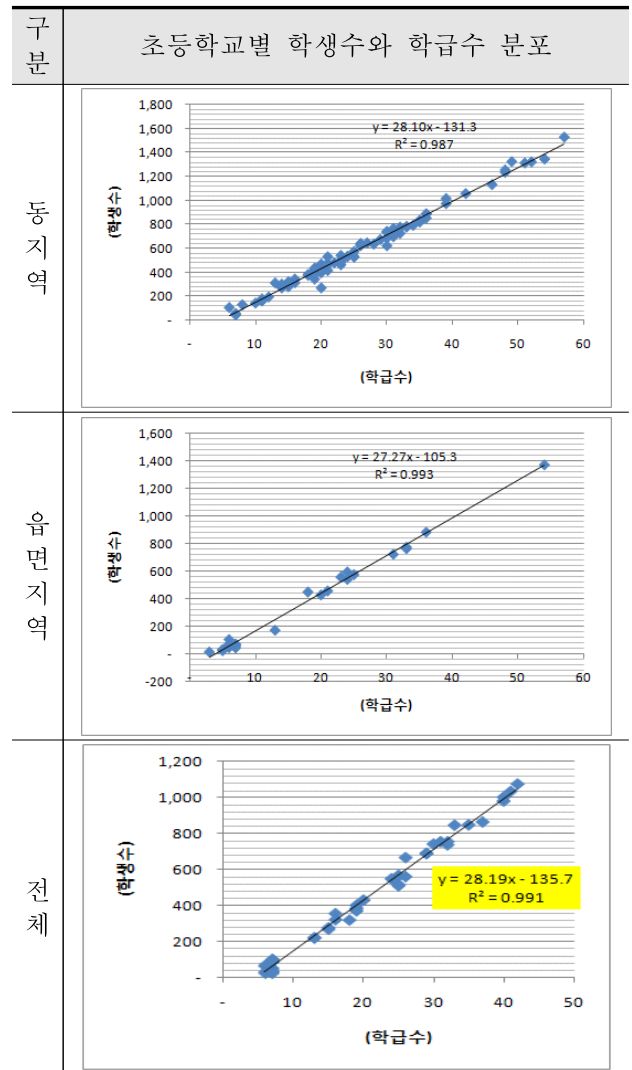 구분
초등학교별 학생수와 학급수 분포
동지역
(학생수)
1,800
1,600
1,400
1,200
1,000
800
600
400
200
-
y = 28.10x - 131.3
R² = 0.987
- 10 20 30 40 50 60
(학급수)
읍면지역
(학생수)
1,600
1,400
1,200
1,000
800
600
400
200
-
-200
y = 27.27x - 105.3
R² = 0.993
- 10 20 30 40 50 60
(학급수)
전체
(학생수)
1,200
1,000
800
600
400
200
-
y = 28.19x - 135.7
R² = 0.991
- 10 20 30 40 50
(학급수)